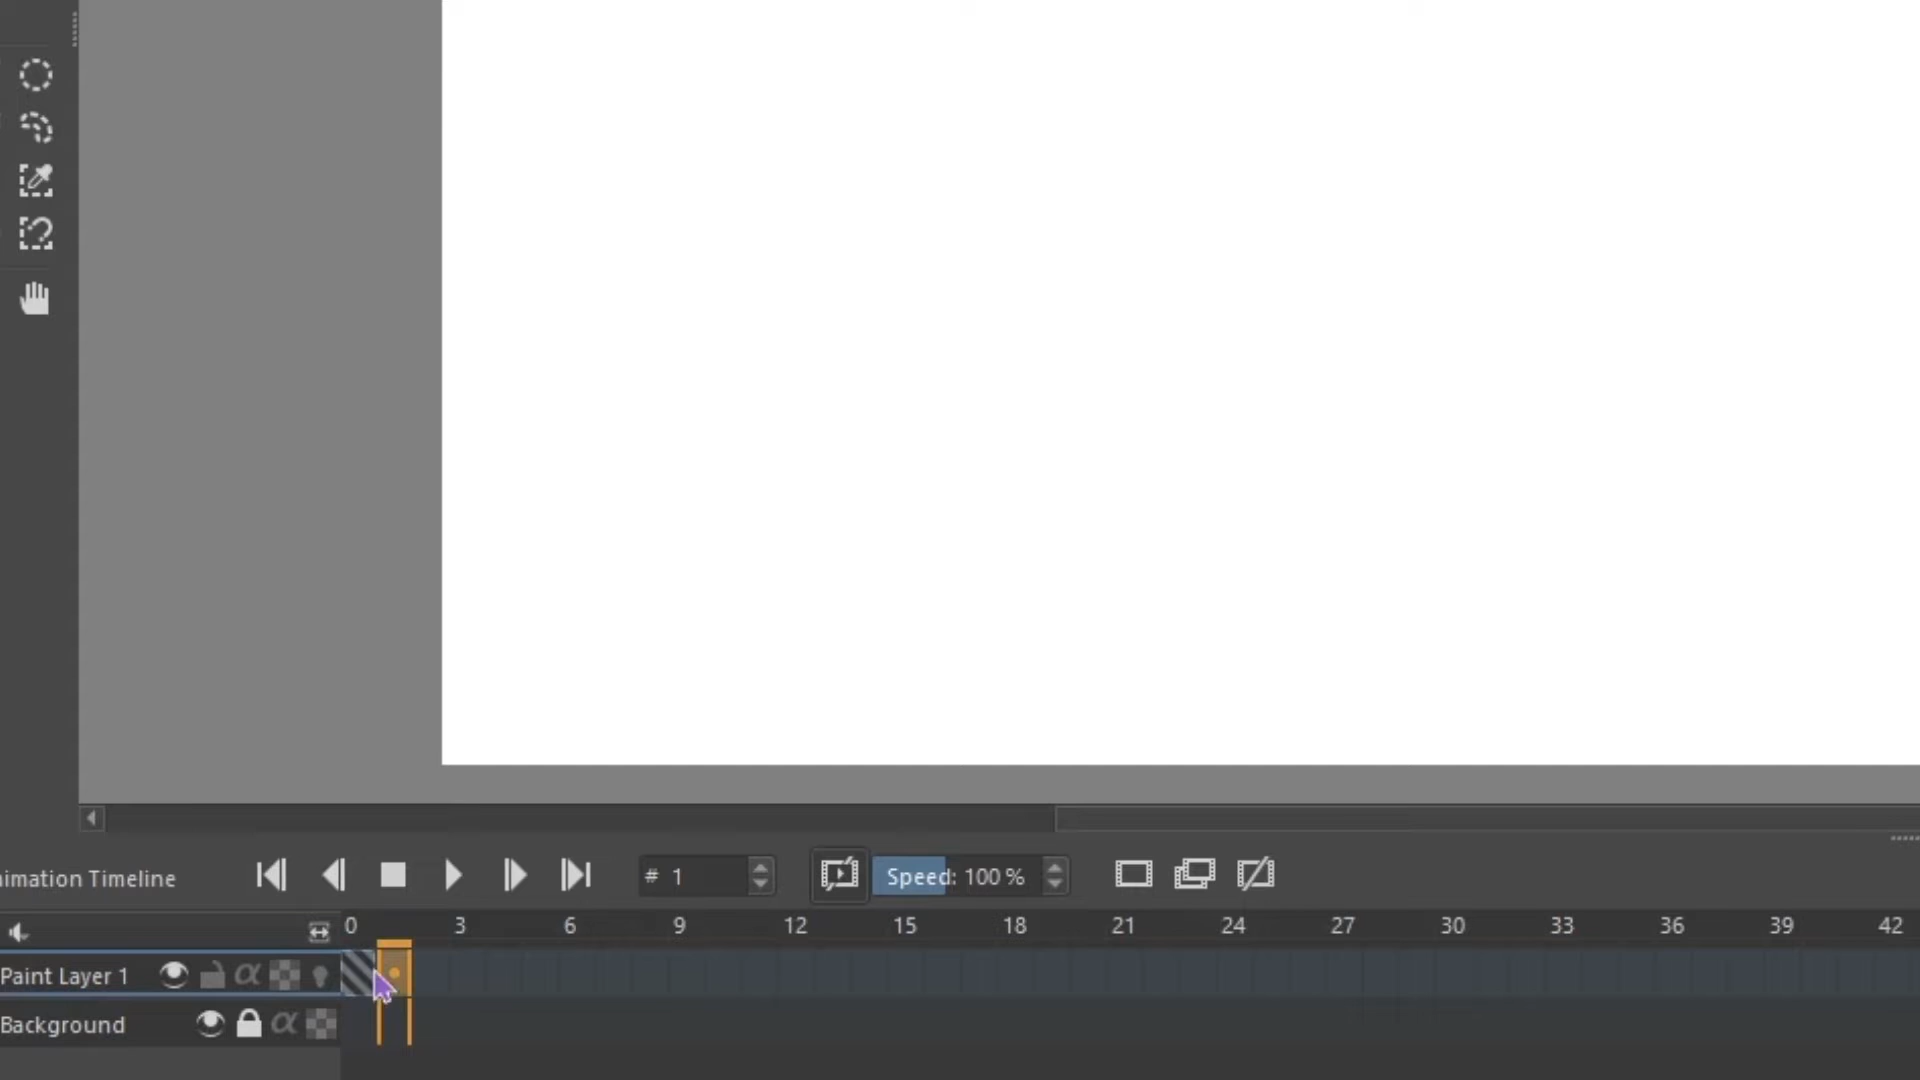 imation Timeline # 1 Speed: 100 %
0 3 6 9 12 15 18 21 24 27 30 33 36 39 42
Paint Layer 1 α
Background α